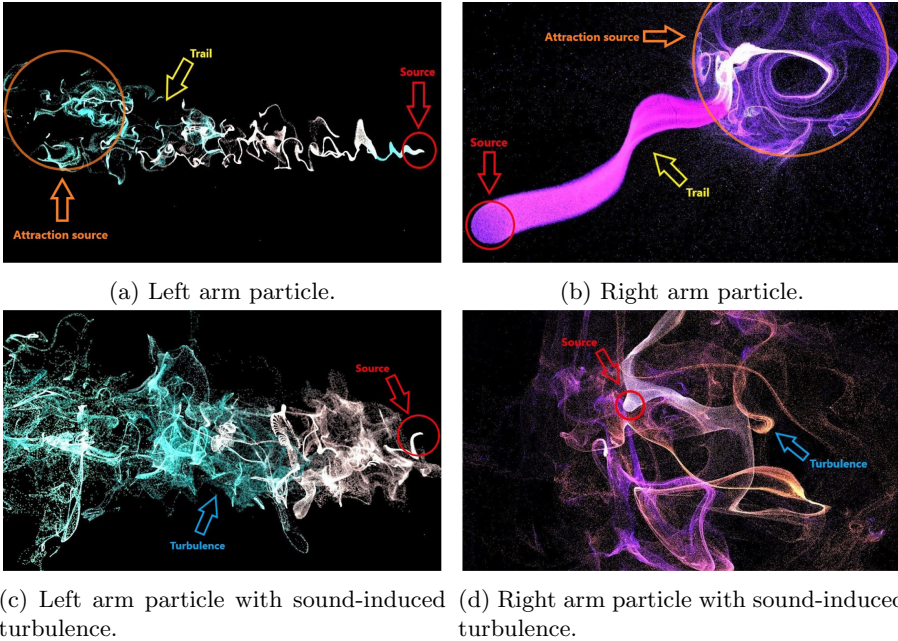 Trail
Source
Attraction source
Attraction source
Source
Trail
(a) Left arm particle.
(b) Right arm particle.
Source
Turbulence
Source
Turbulence
(c) Left arm particle with sound-induced
turbulence.
(d) Right arm particle with sound-induced
turbulence.